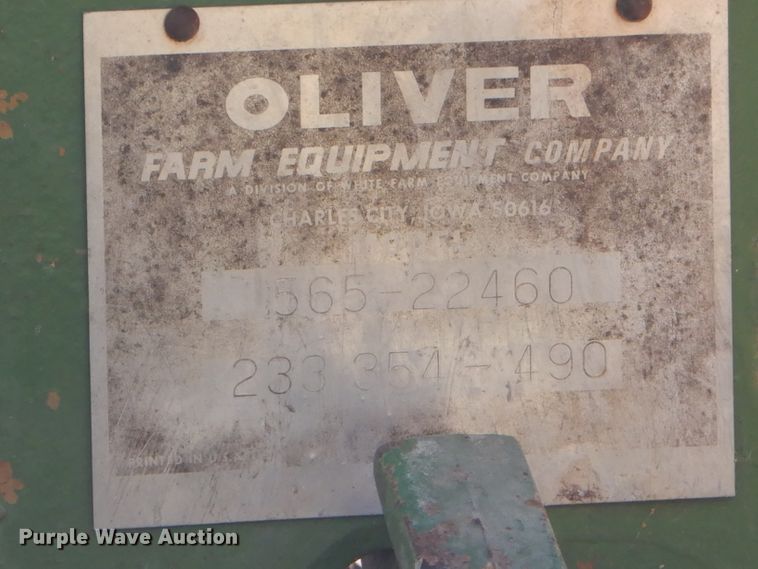 OLIVER
FARM EQUIPMENT COMPANY
A DIVISION OF WHITE FARM EQUIPMENT COMPANY
CHARLES CITY, IOWA 50616
565-22460
233 354-490
PRINTED IN U.S.A.
Purple Wave Auction